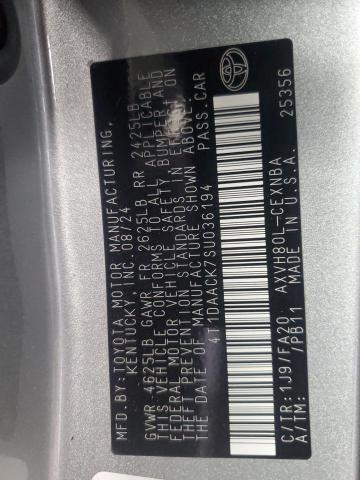 MFD.BY:TOYOTA MOTOR MANUFACTURING,
KENTUCKY, INC. 08/24
GVWR 4625LB GAWR FR 2625LB RR 2425LB
THIS VEHICLE CONFORMS TO ALL APPLICABLE
FEDERAL MOTOR VEHICLE SAFETY, BUMPER, AND
THEFT PREVENTION STANDARDS IN EFFECT ON
THE DATE OF MANUFACTURE SHOWN ABOVE.
4T1DAACK7SU036194 PASS.CAR
C/TR:1J9/FA20 AXVH80L-CEXNBA
A/TM: /PB11 MADE IN U.S.A. 25356